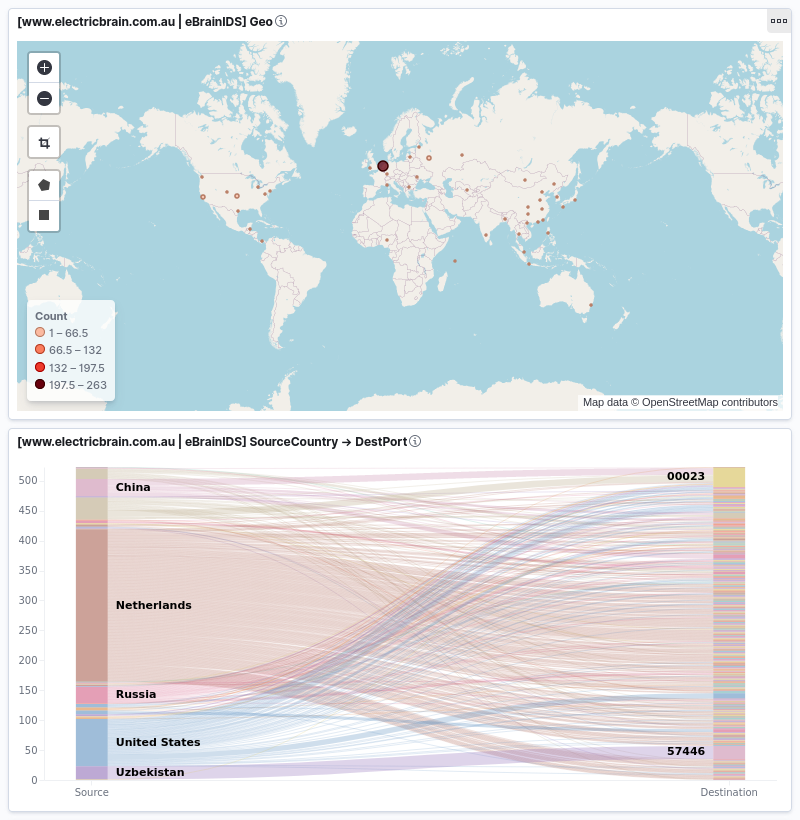 [www.electricbrain.com.au | eBrainIDS] Geo
Count
1 – 66.5
66.5 – 132
132 – 197.5
197.5 – 263
Map data © OpenStreetMap contributors
[www.electricbrain.com.au | eBrainIDS] SourceCountry → DestPort
500
450
400
350
300
250
200
150
100
50
0
China
Netherlands
Russia
United States
Uzbekistan
00023
57446
Source
Destination